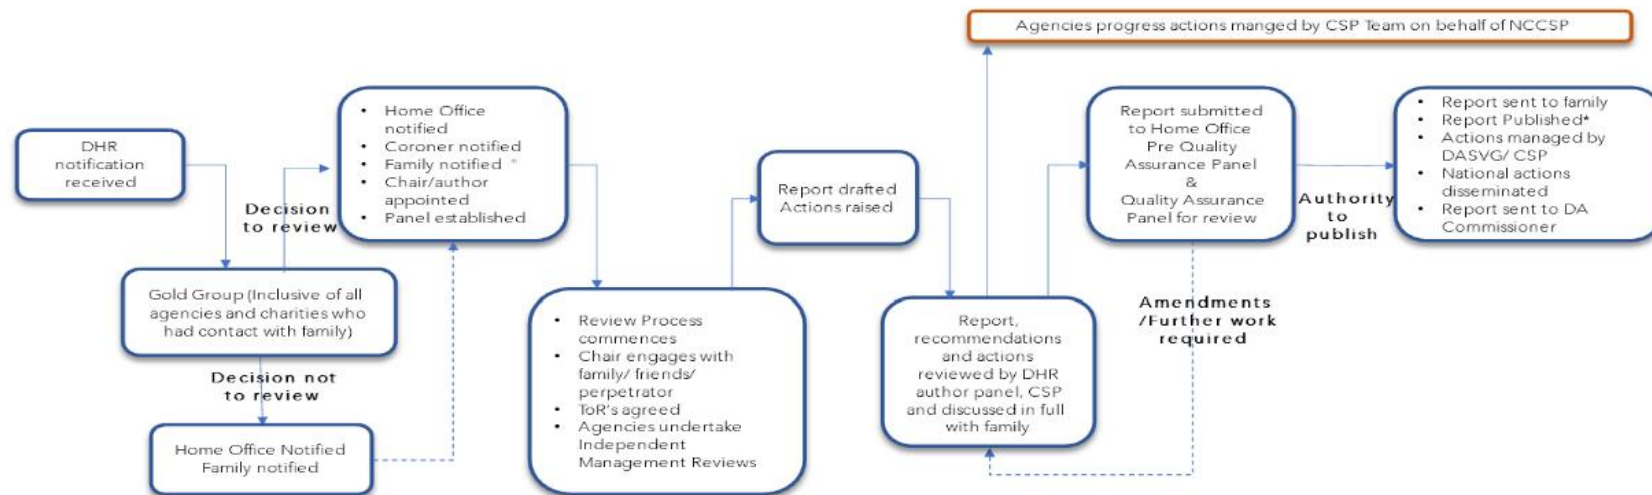 Agencies progress actions manged by CSP Team on behalf of NCCSP
DHR
notification
received
Gold Group (Inclusive of all
agencies and charities who
had contact with family)
Decision
to review
Decision not
to review
Home Office Notified
Family notified
• Home Office
notified
• Coroner notified
• Family notified *
• Chair/author
appointed
• Panel established
• Review Process
commences
• Chair engages with
family/ friends/
perpetrator
• ToR's agreed
• Agencies undertake
Independent
Management Reviews
Report drafted
Actions raised
Report,
recommendations
and actions
reviewed by DHR
author panel, CSP
and discussed in full
with family
Report submitted
to Home Office
Pre Quality
Assurance Panel
&
Quality Assurance
Panel for review
Amendments
/Further work
required
Authority
to
publish
• Report sent to family
• Report Published*
• Actions managed by
DASVG/ CSP
• National actions
disseminated
• Report sent to DA
Commissioner